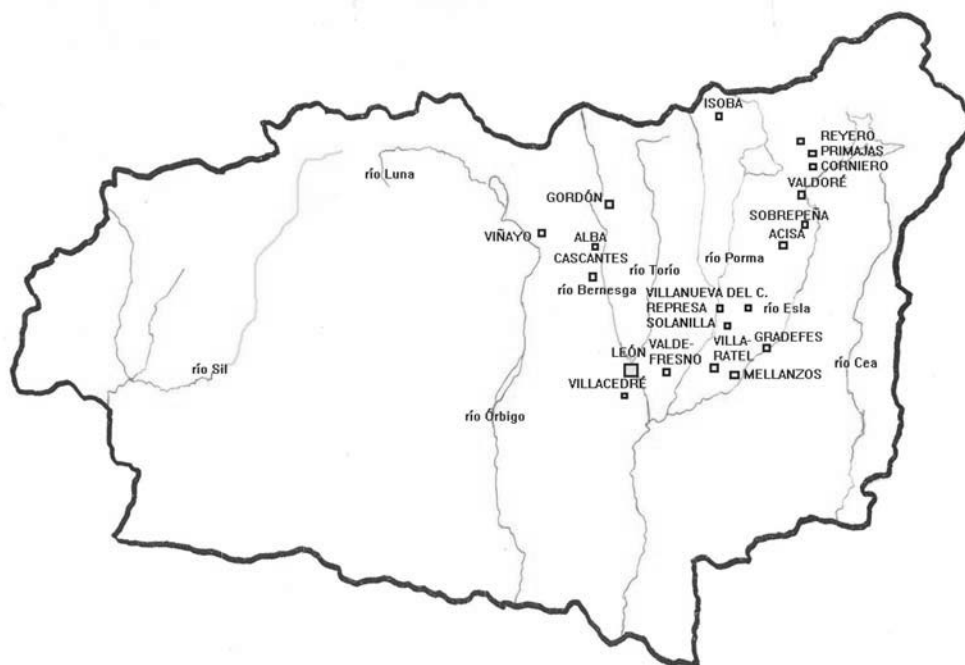 ISOBA
REYERO
PRIMAJAS
CORNIERO
río Luna
VALDORÉ
GORDÓN
SOBREPEÑA
VIÑAYO
ALBA
ACISA
CASCANTES
río Porma
río Torío
río Bernesga
VILLANUEVA DEL C.
REPRESA
río Esla
SOLANILLA
VALDE-
FRESNO
VILLA-
RATEL
GRADEFES
LEÓN
río Sil
río Cea
MELLANZOS
VILLACEDRÉ
río Órbigo